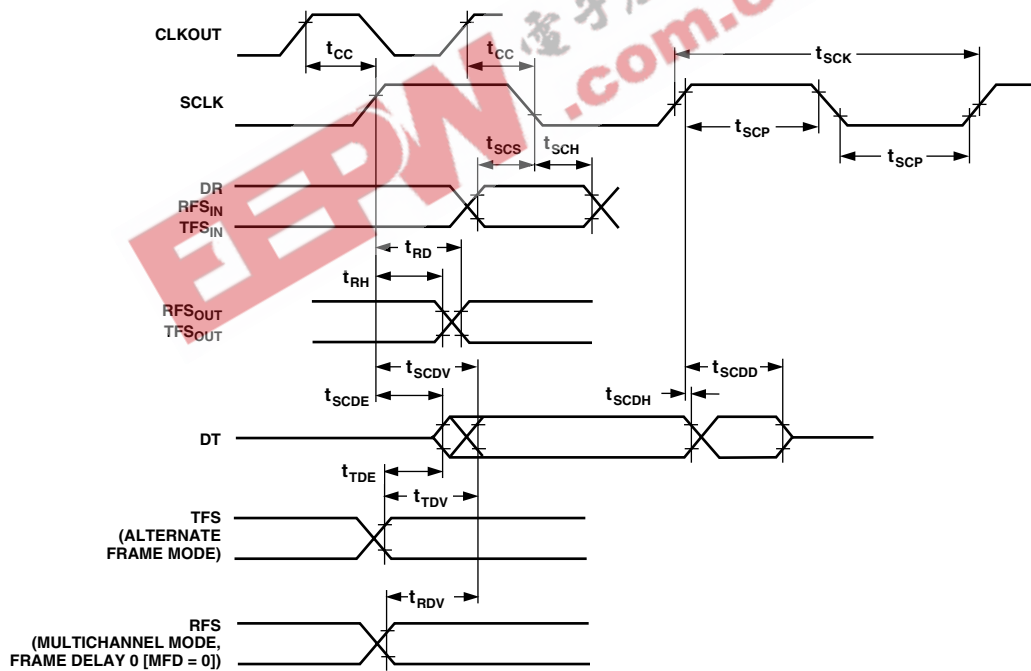 CLKOUT
tCC
tCC
tSCK
SCLK
tSCP
tSCP
tSCS
tSCH
DR
RFSIN
TFSIN
tRD
tRH
RFSOUT
TFSOUT
tSCDV
tSCDE
tSCDD
tSCDH
DT
tTDE
tTDV
TFS
(ALTERNATE
FRAME MODE)
tRDV
RFS
(MULTICHANNEL MODE,
FRAME DELAY 0 [MFD = 0])
EEPW
.com.c
電子